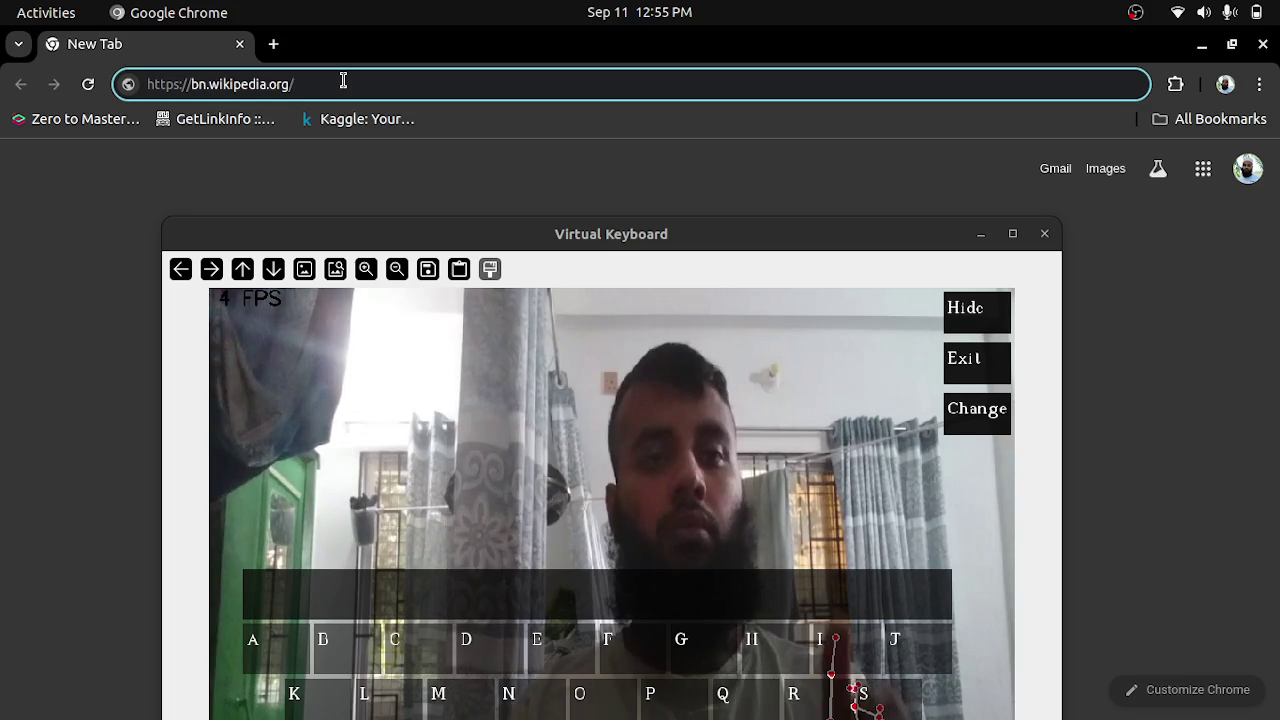 Activities Google Chrome Sep 11 12:55 PM
New Tab
https://bn.wikipedia.org/
Zero to Master... GetLinkInfo ::... Kaggle: Your... All Bookmarks
Gmail Images
Virtual Keyboard
4 FPS
Hide
Exit
Change
A B C D E F G H I J
K L M N O P Q R S
Customize Chrome